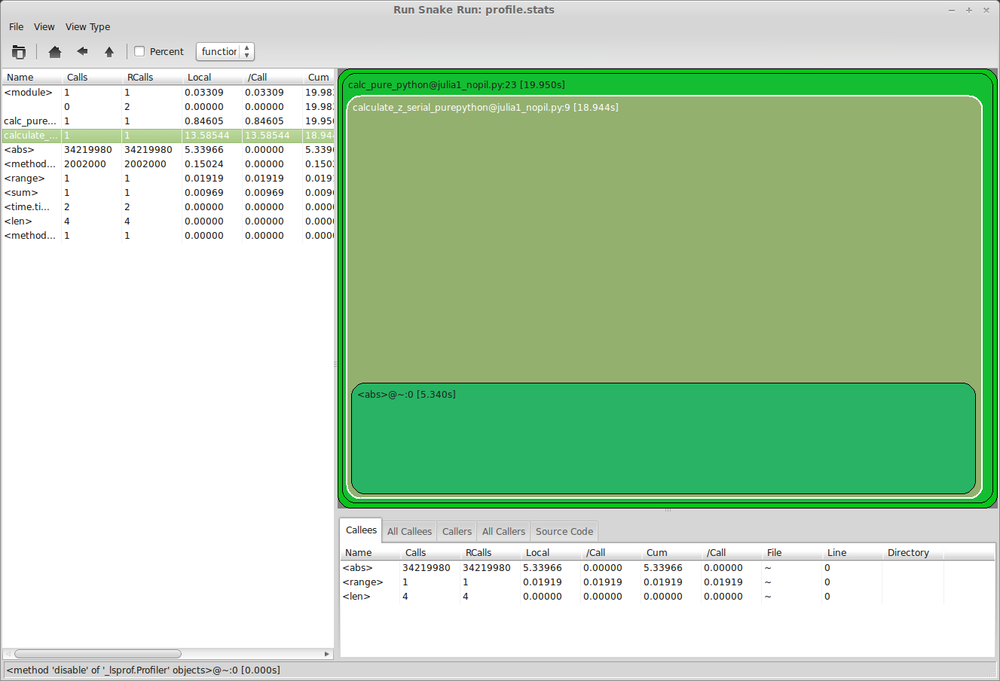 Run Snake Run: profile.stats
File View View Type
Percent function
Name Calls RCalls Local /Call Cum
<module> 1 1 0.03309 0.03309 19.98
0 2 0.00000 0.00000 19.98
calc_pure... 1 1 0.84605 0.84605 19.95
calculate_... 1 1 13.58544 13.58544 18.94
<abs> 34219980 34219980 5.33966 0.00000 5.339
<method... 2002000 2002000 0.15024 0.00000 0.150
<range> 1 1 0.01919 0.01919 0.019
<sum> 1 1 0.00969 0.00969 0.009
<time.ti... 2 2 0.00000 0.00000 0.000
<len> 4 4 0.00000 0.00000 0.000
<method... 1 1 0.00000 0.00000 0.000
calc_pure_python@julia1_nopil.py:23 [19.950s]
calculate_z_serial_purepython@julia1_nopil.py:9 [18.944s]
<abs>@~:0 [5.340s]
Callees All Callees Callers All Callers Source Code
Name Calls RCalls Local /Call Cum /Call File Line Directory
<abs> 34219980 34219980 5.33966 0.00000 5.33966 0.00000 ~ 0
<range> 1 1 0.01919 0.01919 0.01919 0.01919 ~ 0
<len> 4 4 0.00000 0.00000 0.00000 0.00000 ~ 0
<method 'disable' of '_lsprof.Profiler' objects>@~:0 [0.000s]